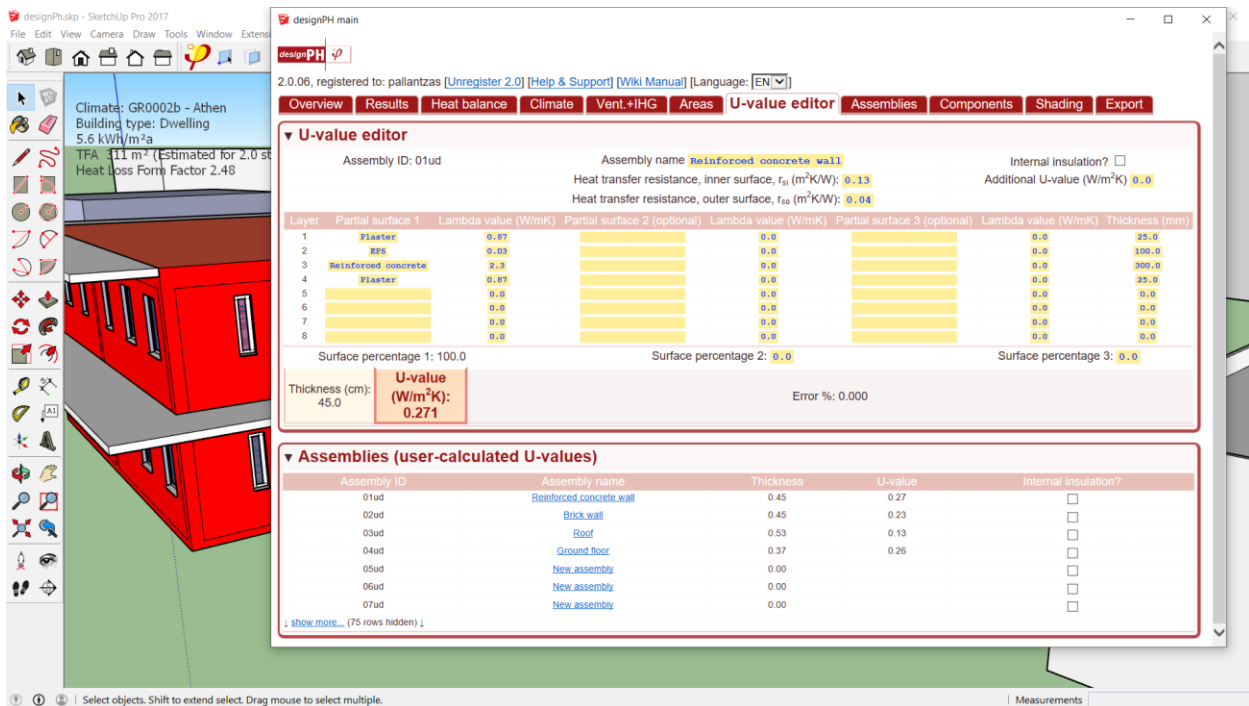 designPh.skp - SketchUp Pro 2017
File Edit View Camera Draw Tools Window
Climate: GR0002b - Athen
Building type: Dwelling
5.6 kWh/m²a
TFA 311 m² (Estimated for 2.0 st
Heat Loss Form Factor 2.48
designPH main
designPH φ
2.0.06, registered to: pallantzas [Unregister 2.0] [Help & Support] [Wiki Manual] [Language: EN]
Overview Results Heat balance Climate Vent.+IHG Areas U-value editor Assemblies Components Shading Export
▼ U-value editor
Assembly ID: 01ud Assembly name Reinforced concrete wall Internal insulation?
Heat transfer resistance, inner surface, rsi (m²K/W): 0.13 Additional U-value (W/m²K) 0.0
Heat transfer resistance, outer surface, rso (m²K/W): 0.04
Layer Partial surface 1 Lambda value (W/mK) Partial surface 2 (optional) Lambda value (W/mK) Partial surface 3 (optional) Lambda value (W/mK) Thickness (mm)
1 Plaster 0.87 0.0 0.0 25.0
2 EPS 0.03 0.0 0.0 100.0
3 Reinforced concrete 2.3 0.0 0.0 300.0
4 Plaster 0.87 0.0 0.0 25.0
5 0.0 0.0 0.0 0.0
6 0.0 0.0 0.0 0.0
7 0.0 0.0 0.0 0.0
8 0.0 0.0 0.0 0.0
Surface percentage 1: 100.0 Surface percentage 2: 0.0 Surface percentage 3: 0.0
Thickness (cm): 45.0
U-value (W/m²K): 0.271
Error %: 0.000
▼ Assemblies (user-calculated U-values)
Assembly ID Assembly name Thickness U-value Internal insulation?
01ud Reinforced concrete wall 0.45 0.27
02ud Brick wall 0.45 0.23
03ud Roof 0.53 0.13
04ud Ground floor 0.37 0.26
05ud New assembly 0.00
06ud New assembly 0.00
07ud New assembly 0.00
↓ show more... (75 rows hidden) ↓
Select objects. Shift to extend select. Drag mouse to select multiple.
Measurements